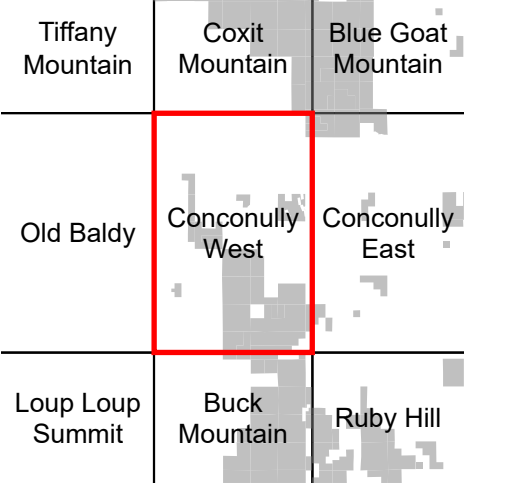 Tiffany
Mountain
Coxit
Mountain
Blue Goat
Mountain
Old Baldy
Conconully
West
Conconully
East
Loup Loup
Summit
Buck
Mountain
Ruby Hill